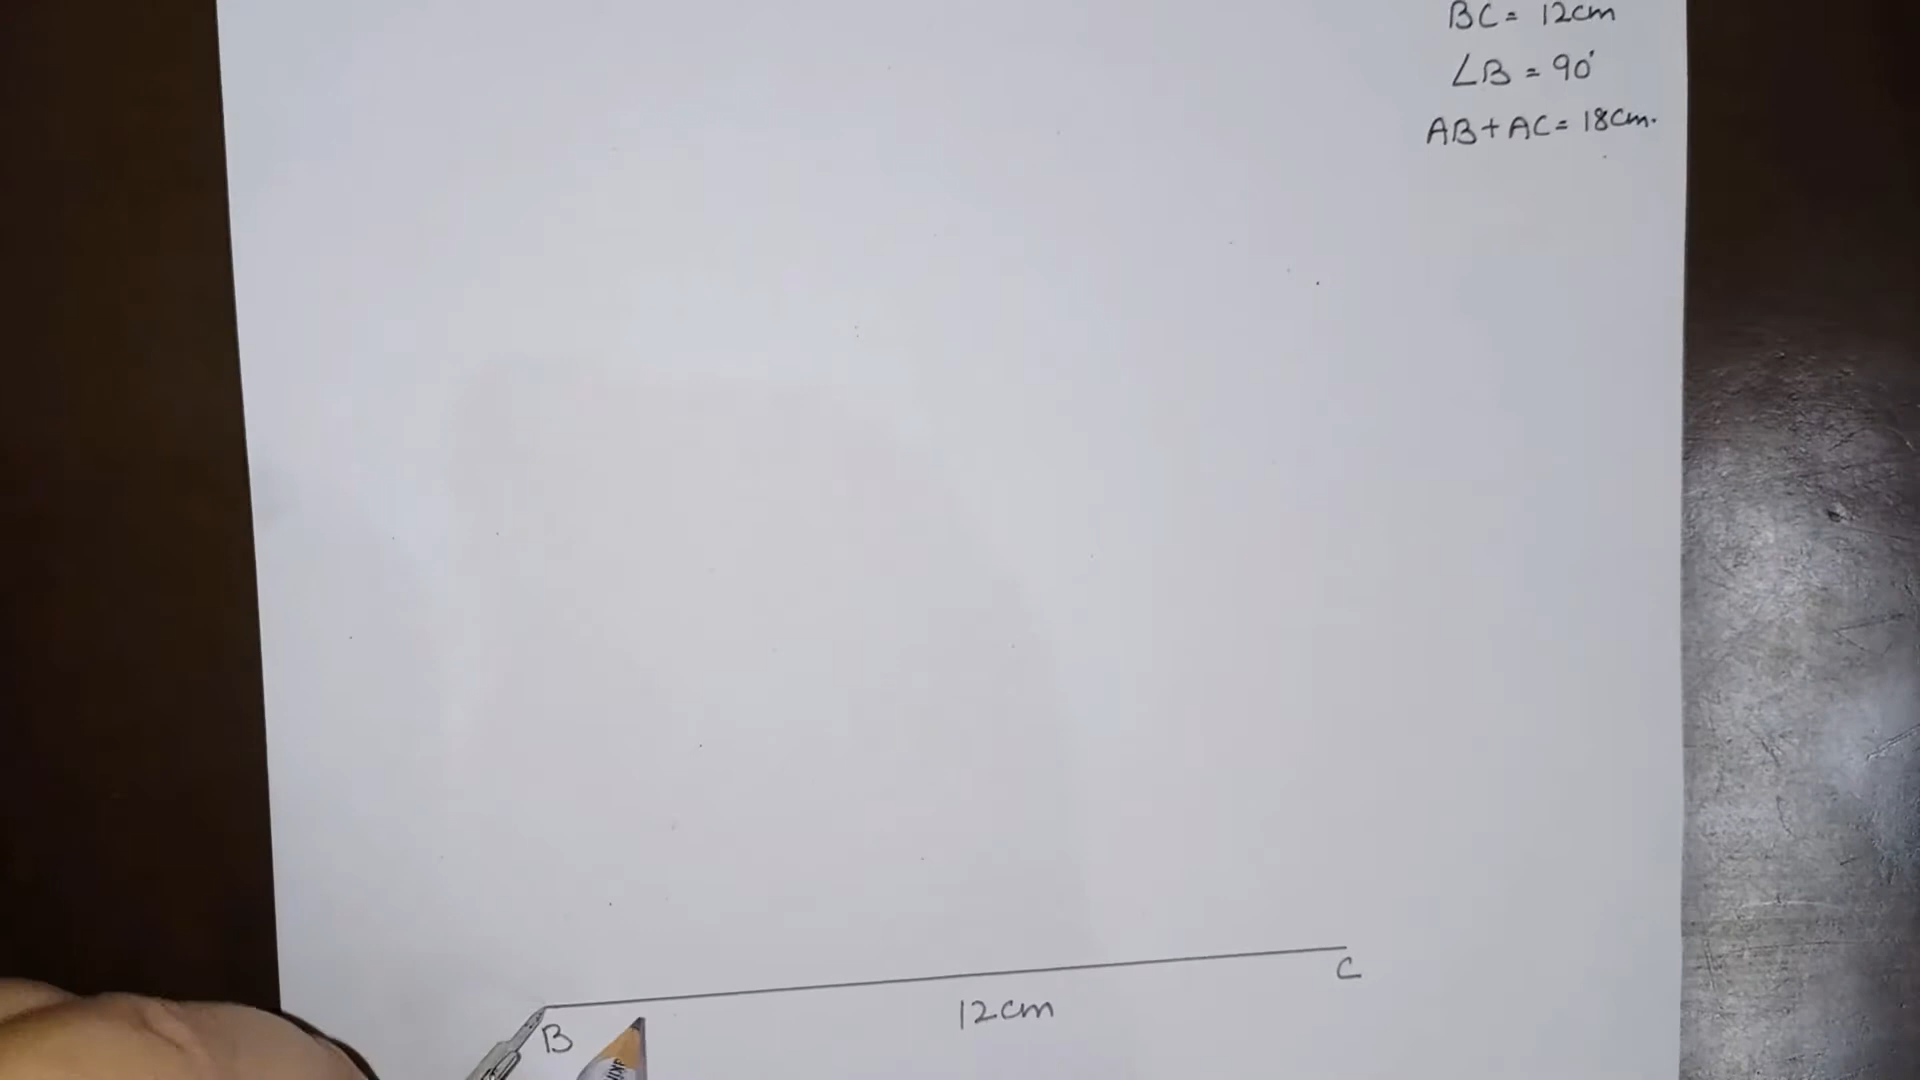 BC = 12cm
∠B = 90°
AB + AC = 18cm.
C
12cm
B